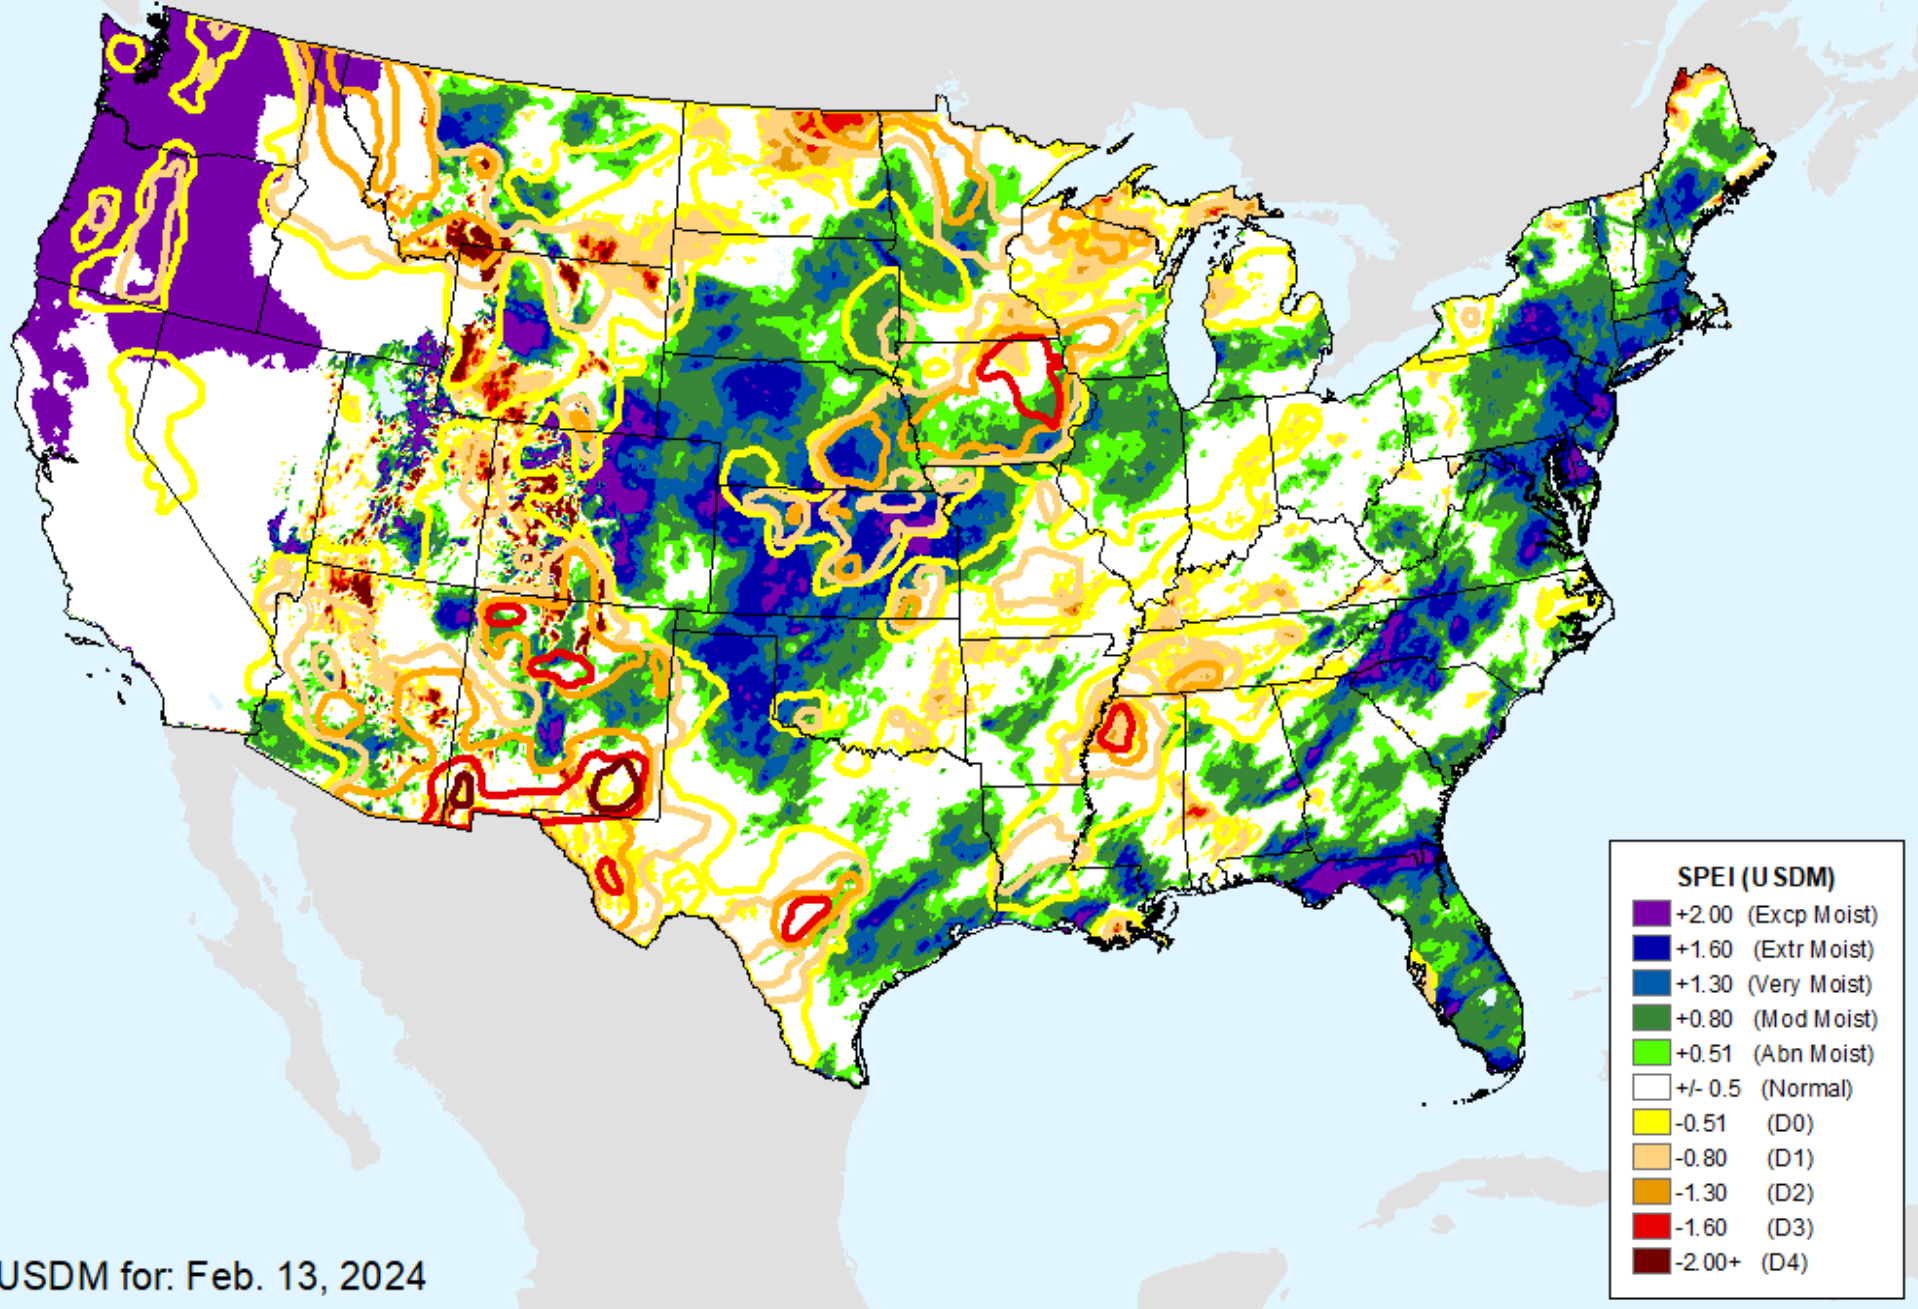 SPEI (USDM)
+2.00 (Excp Moist)
+1.60 (Extr Moist)
+1.30 (Very Moist)
+0.80 (Mod Moist)
+0.51 (Abn Moist)
+/- 0.5 (Normal)
-0.51 (D0)
-0.80 (D1)
-1.30 (D2)
-1.60 (D3)
-2.00+ (D4)
USDM for: Feb. 13, 2024